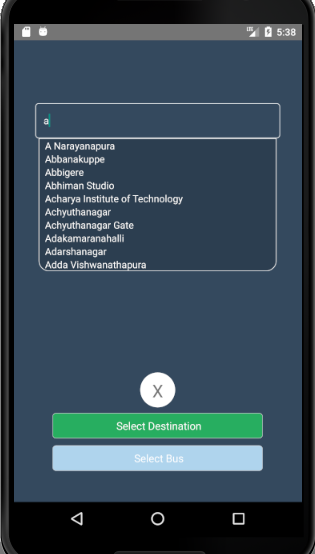 LTE 5:38
a
A Narayanapura
Abbanakuppe
Abbigere
Abhiman Studio
Acharya Institute of Technology
Achyuthanagar
Achyuthanagar Gate
Adakamaranahalli
Adarshanagar
Adda Vishwanathapura
X
Select Destination
Select Bus